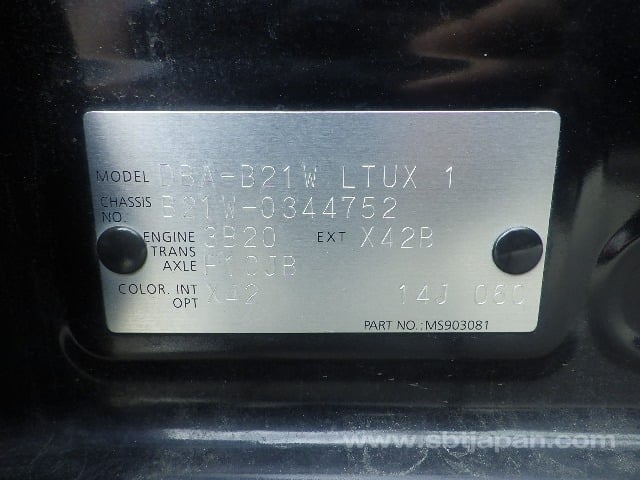 MODEL DBA-B21W LTUX 1
CHASSIS NO. B21W-0344752
ENGINE 3B20 EXT X42B
TRANS AXLE F1CJB
COLOR. INT OPT X42 14J 060
PART NO.: MS903081
www.sbtjapan.com